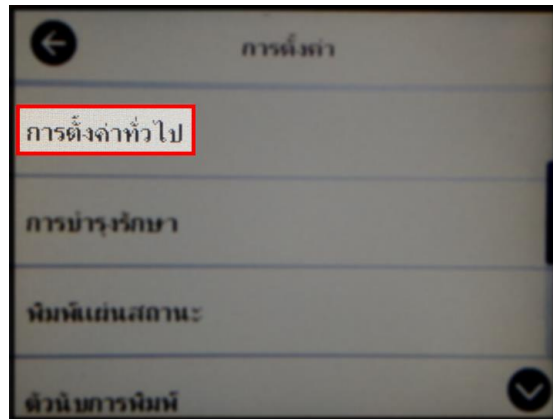 การตั้งค่า
การตั้งค่าทั่วไป
การบำรุงรักษา
พิมพ์แผ่นสถานะ
ตัวนับการพิมพ์